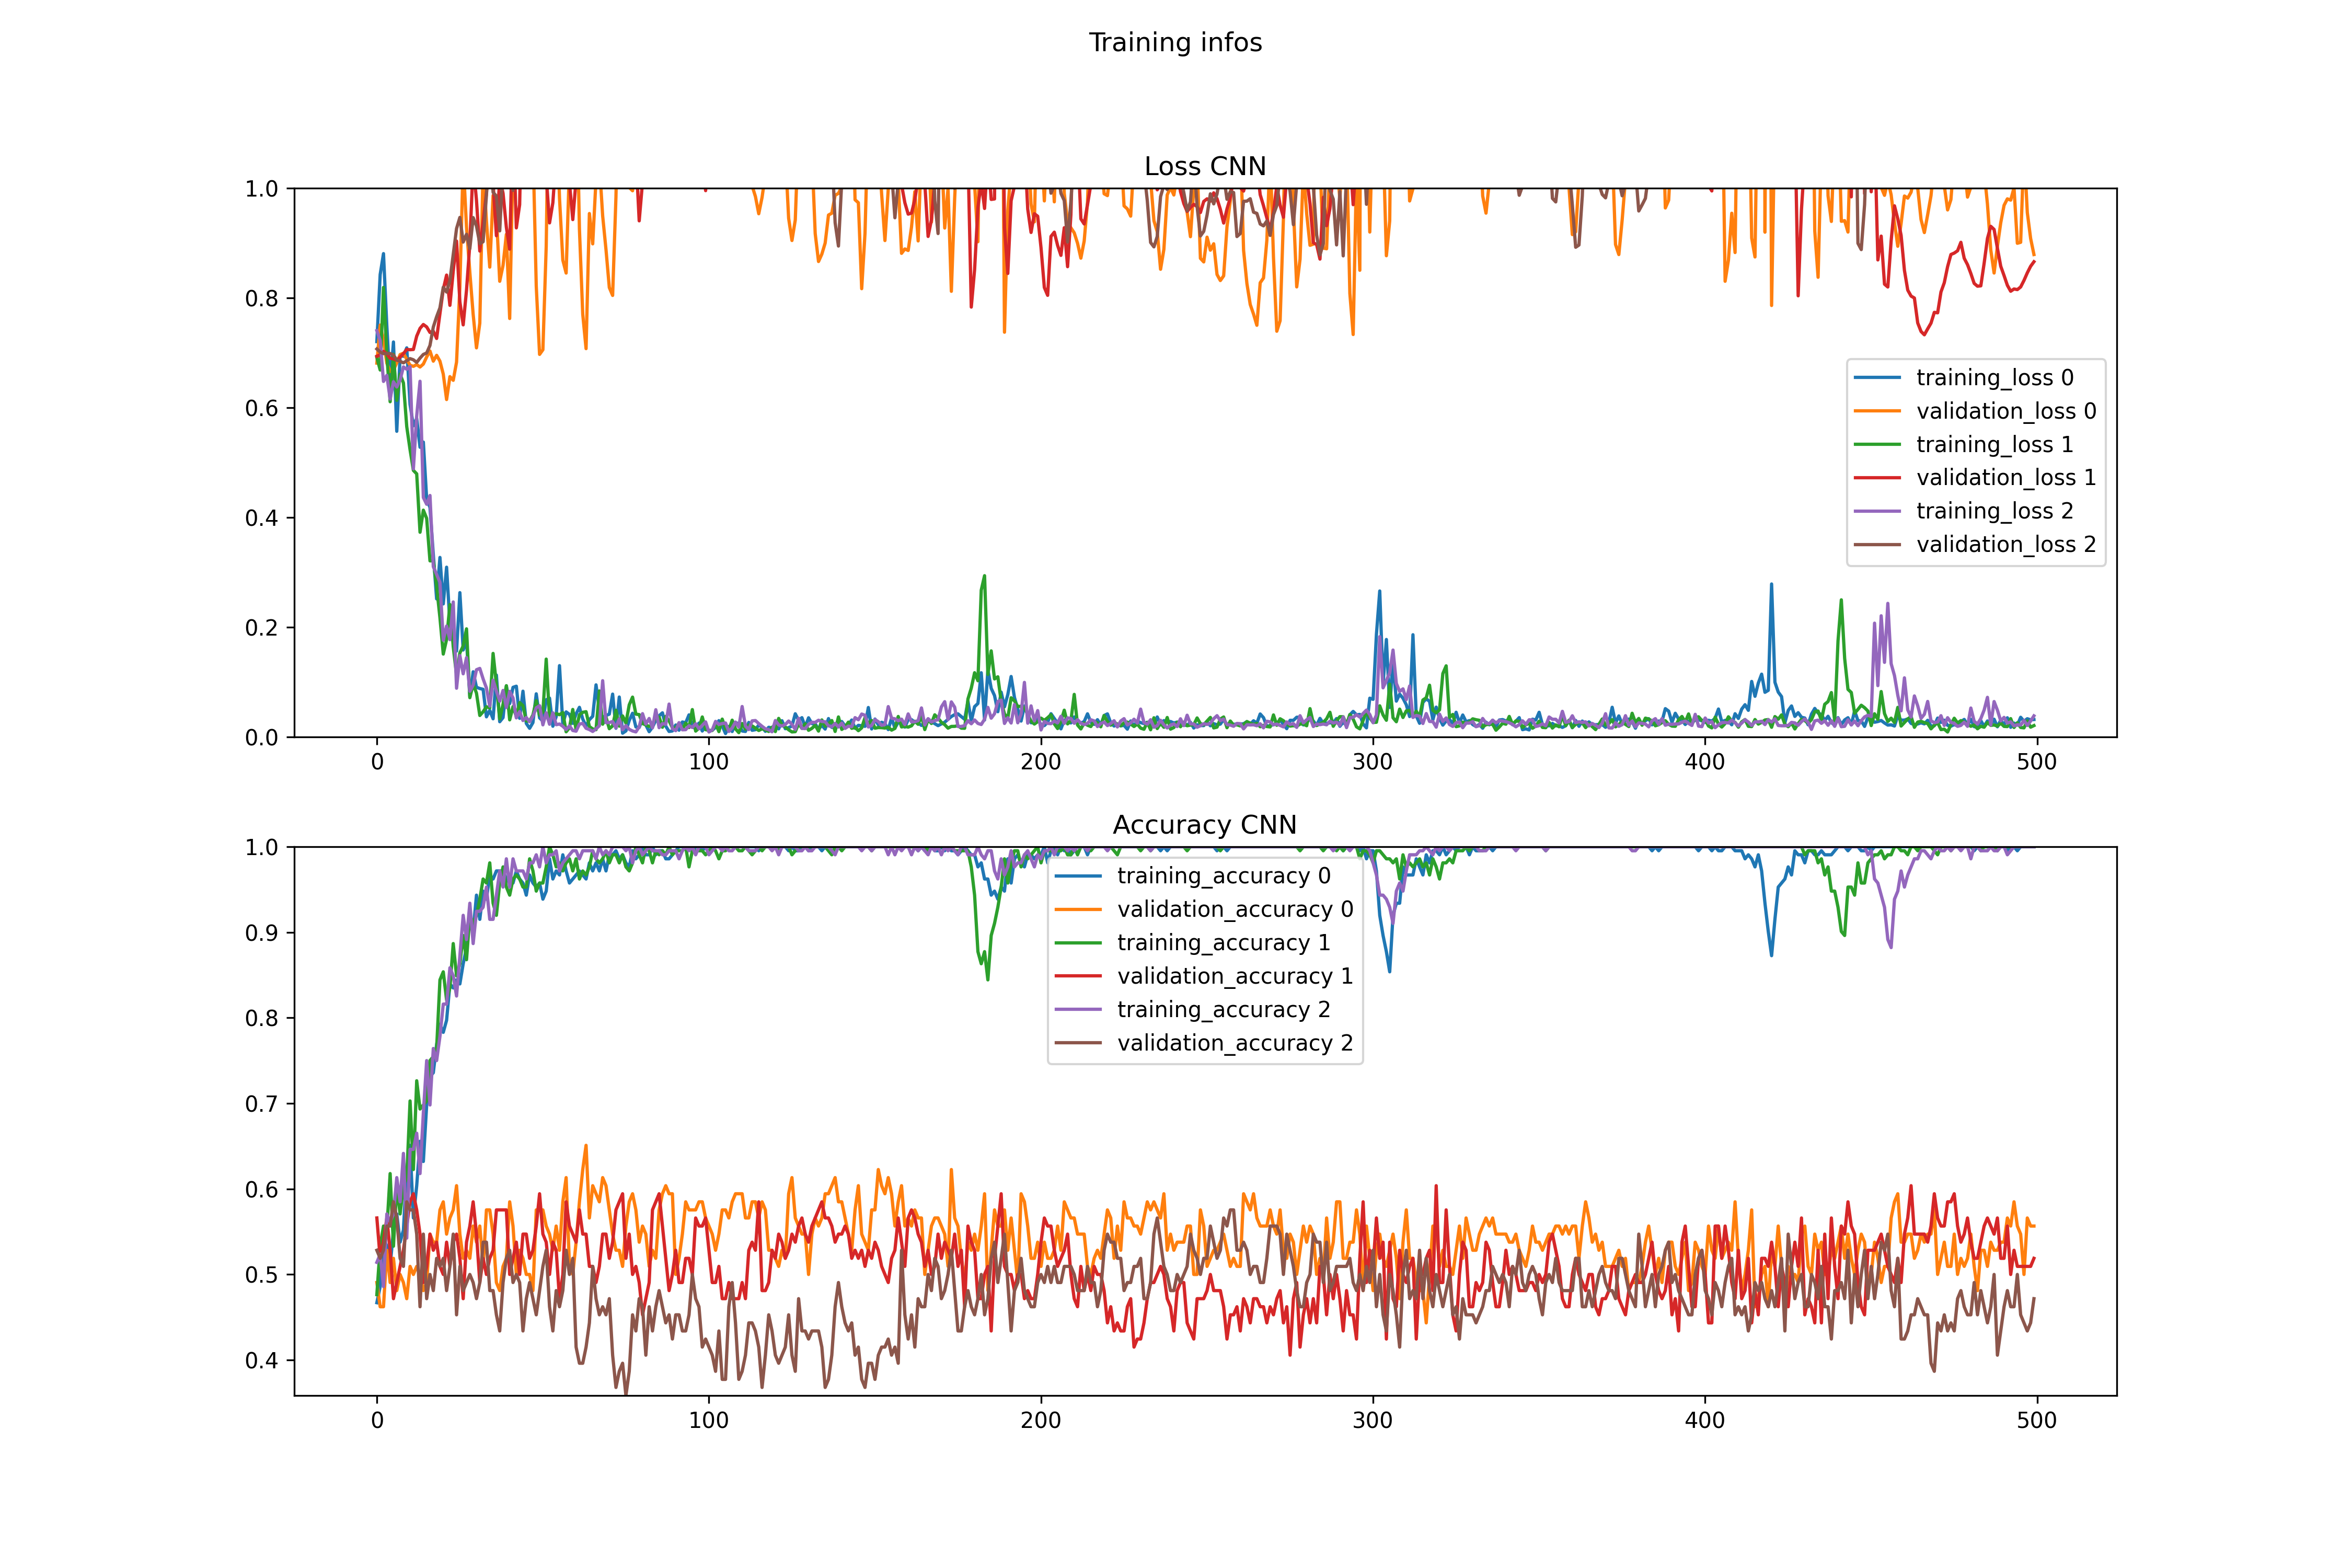 Training infos
Loss CNN
1.0
0.8
0.6
0.4
0.2
0.0
0 100 200 300 400 500
training_loss 0
validation_loss 0
training_loss 1
validation_loss 1
training_loss 2
validation_loss 2
Accuracy CNN
1.0
0.9
0.8
0.7
0.6
0.5
0.4
0 100 200 300 400 500
training_accuracy 0
validation_accuracy 0
training_accuracy 1
validation_accuracy 1
training_accuracy 2
validation_accuracy 2